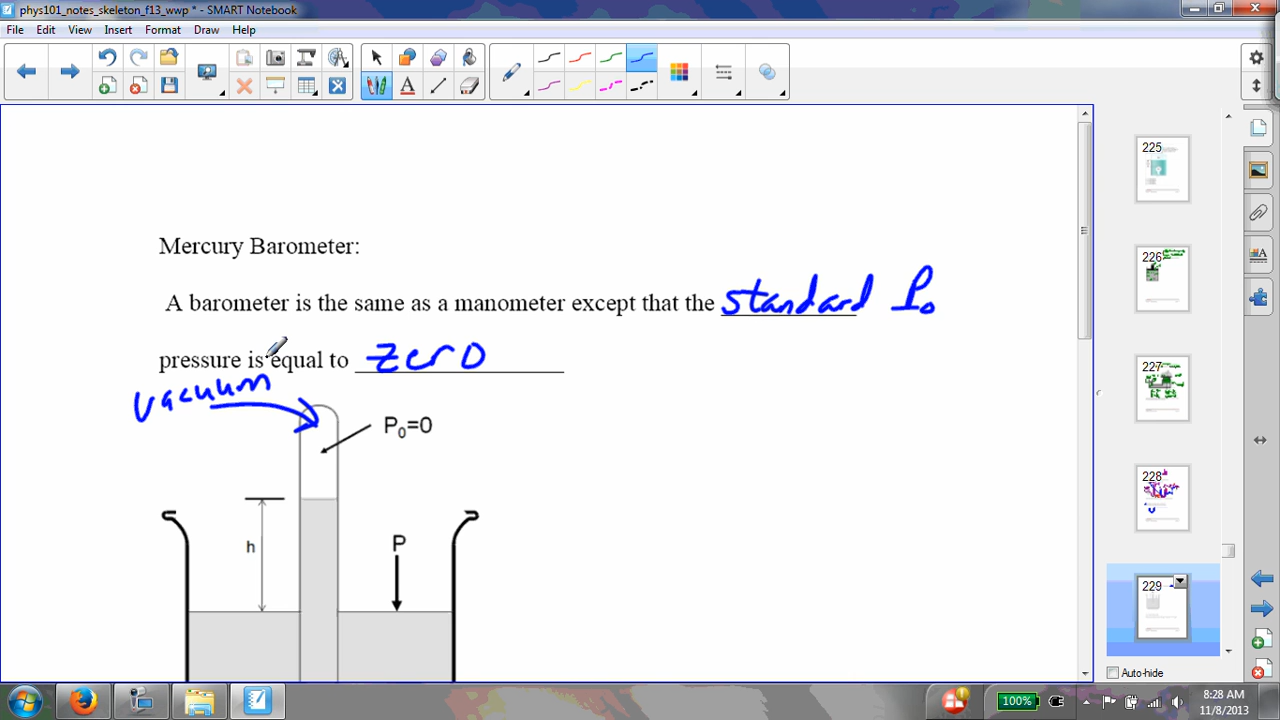 phys101_notes_skeleton_f13_wwp * - SMART Notebook
File Edit View Insert Format Draw Help
Mercury Barometer:
A barometer is the same as a manometer except that the standard P₀
pressure is equal to zero
vacuum
P₀=0
h
P
225
226
227
228
229
Auto-hide
100%
8:28 AM
11/8/2013